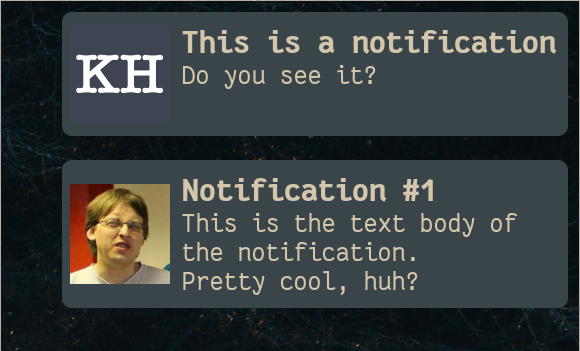 KH
This is a notification
Do you see it?
Notification #1
This is the text body of
the notification.
Pretty cool, huh?